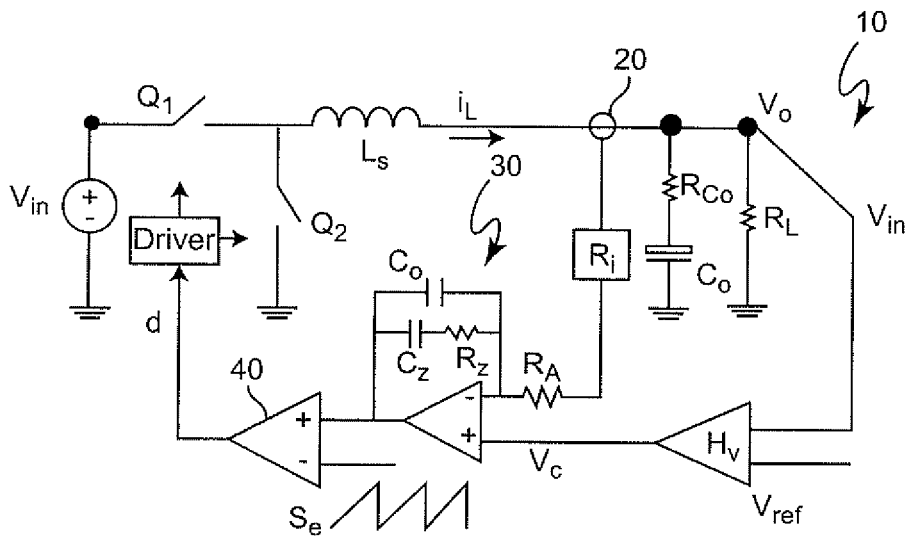 10
20
Q1
iL
Vo
Ls
30
RCo
Vin
+
-
Driver
Q2
Ri
RL
Vin
Co
Co
d
Cz
Rz
RA
40
+
-
-
+
Hv
Vc
Se
Vref